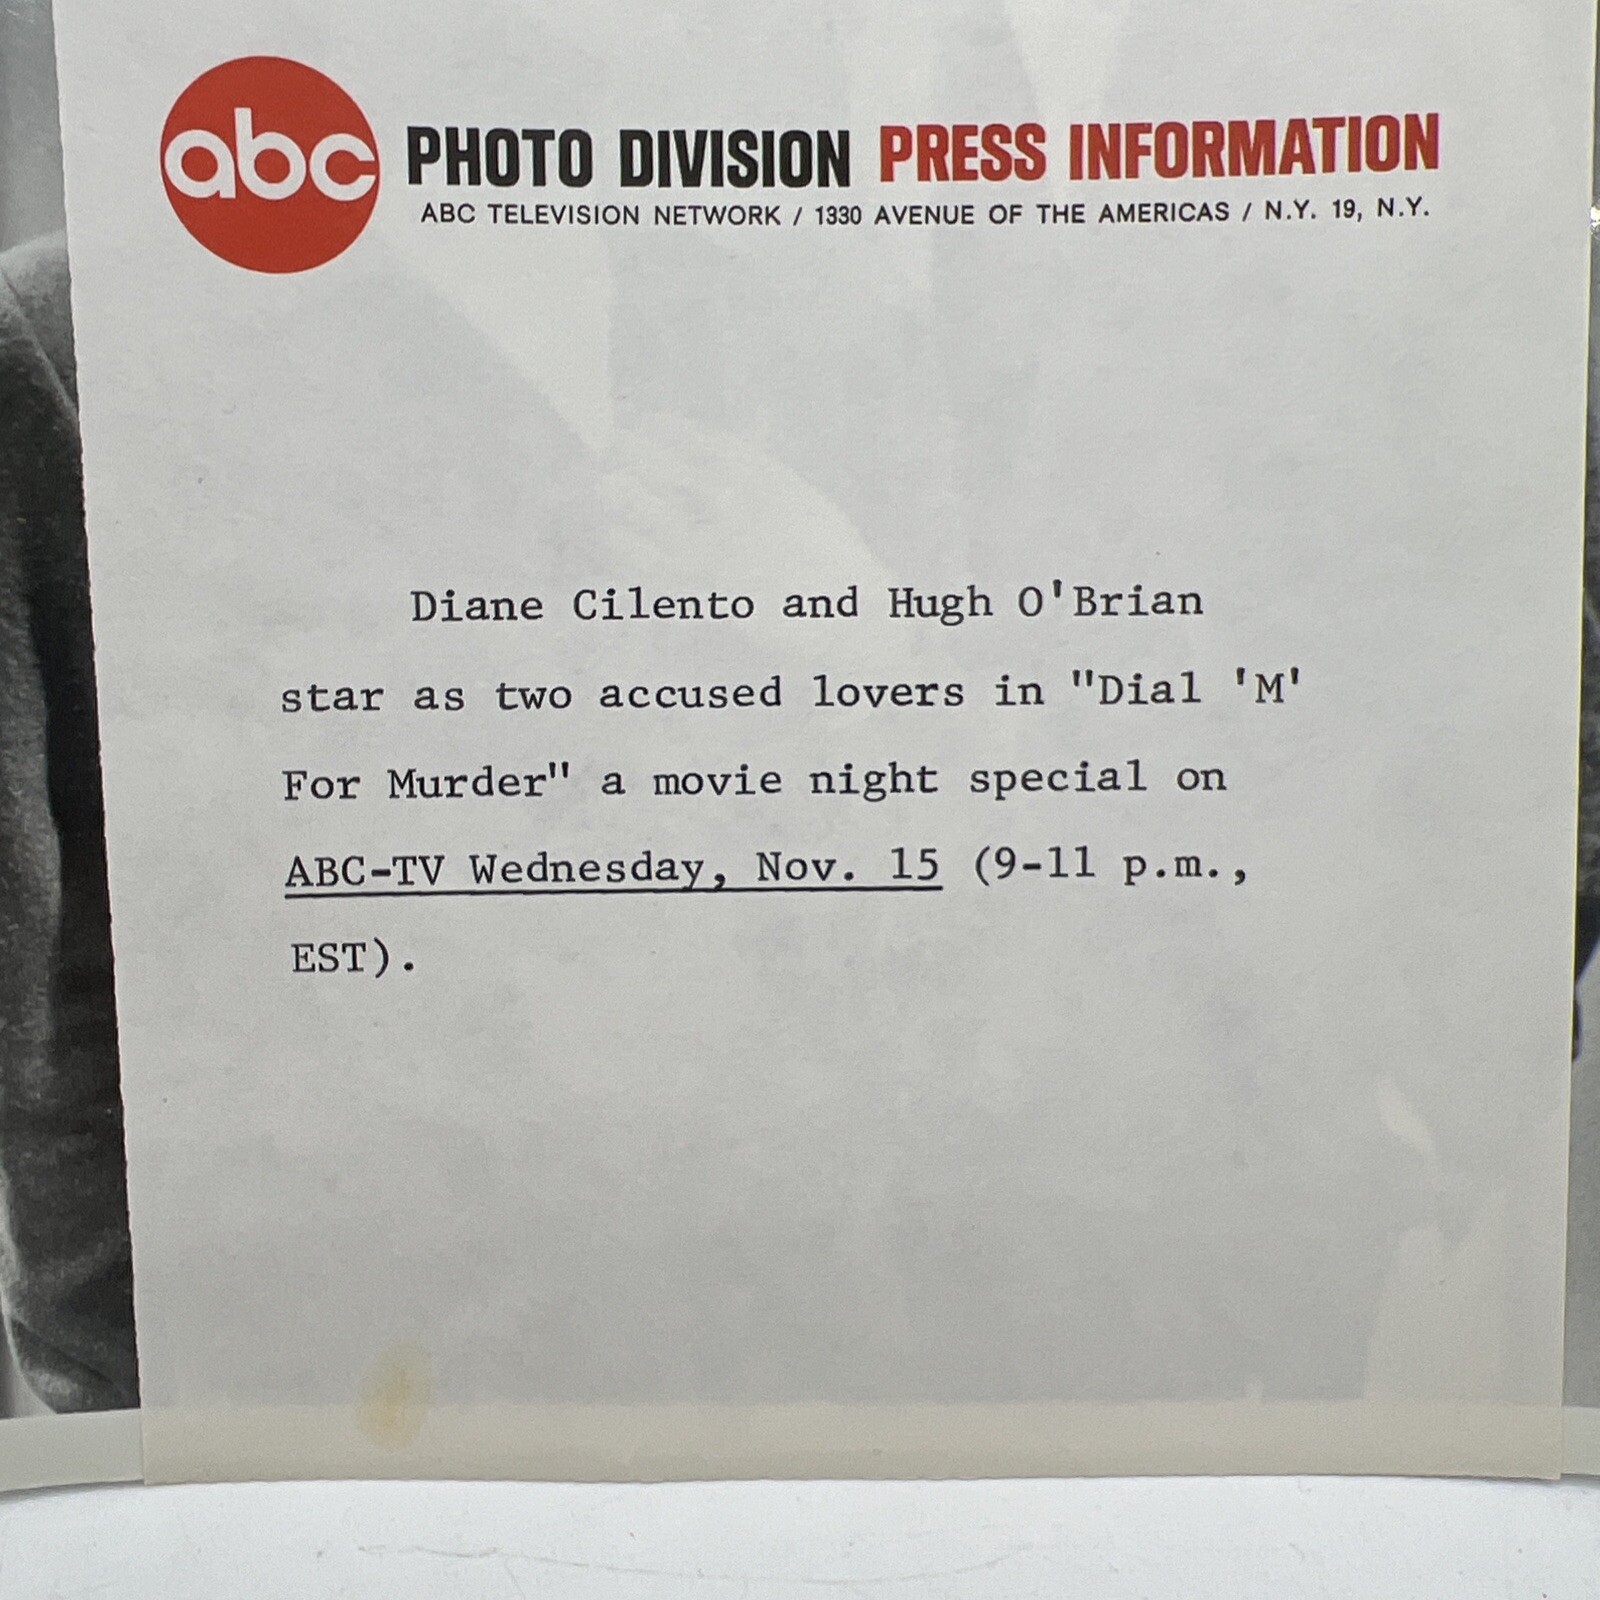 abc PHOTO DIVISION PRESS INFORMATION
ABC TELEVISION NETWORK / 1330 AVENUE OF THE AMERICAS / N.Y. 19, N.Y.
Diane Cilento and Hugh O'Brian
star as two accused lovers in "Dial 'M'
For Murder" a movie night special on
ABC-TV Wednesday, Nov. 15 (9-11 p.m.,
EST).